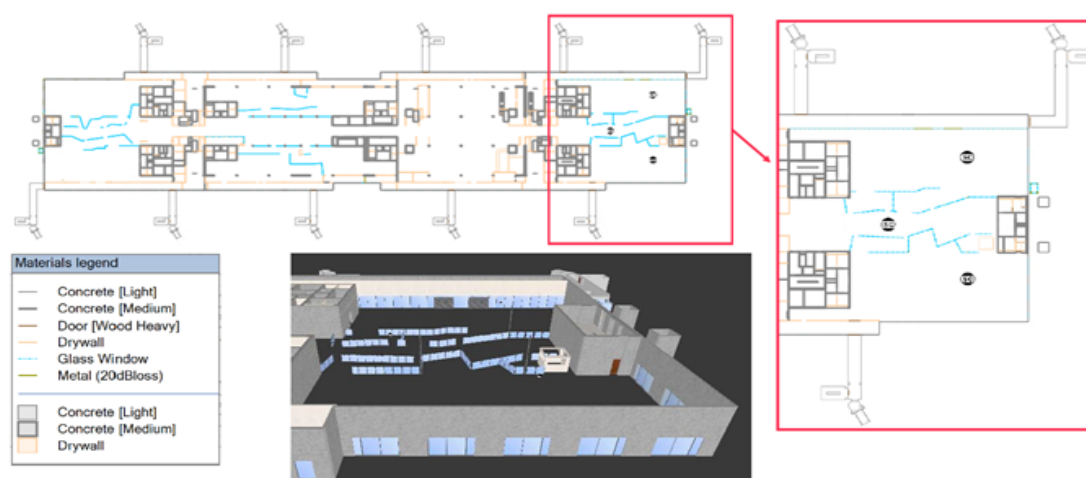 Materials legend
Concrete [Light]
Concrete [Medium]
Door [Wood Heavy]
Drywall
Glass Window
Metal (20dBloss)
Concrete [Light]
Concrete [Medium]
Drywall